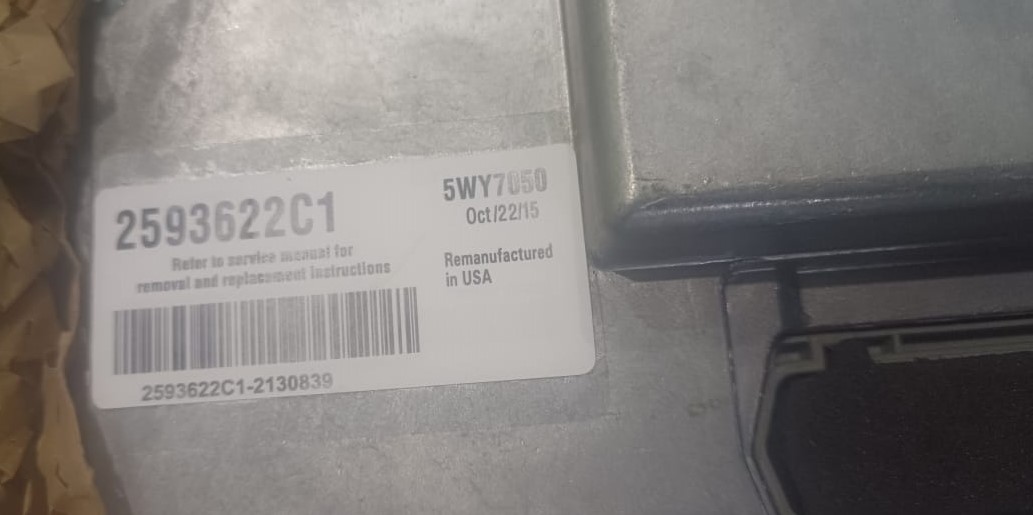 2593622C1
Refer to service manual for
removal and replacement instructions
2593622C1-2130839
5WY7050
Oct/22/15
Remanufactured
in USA